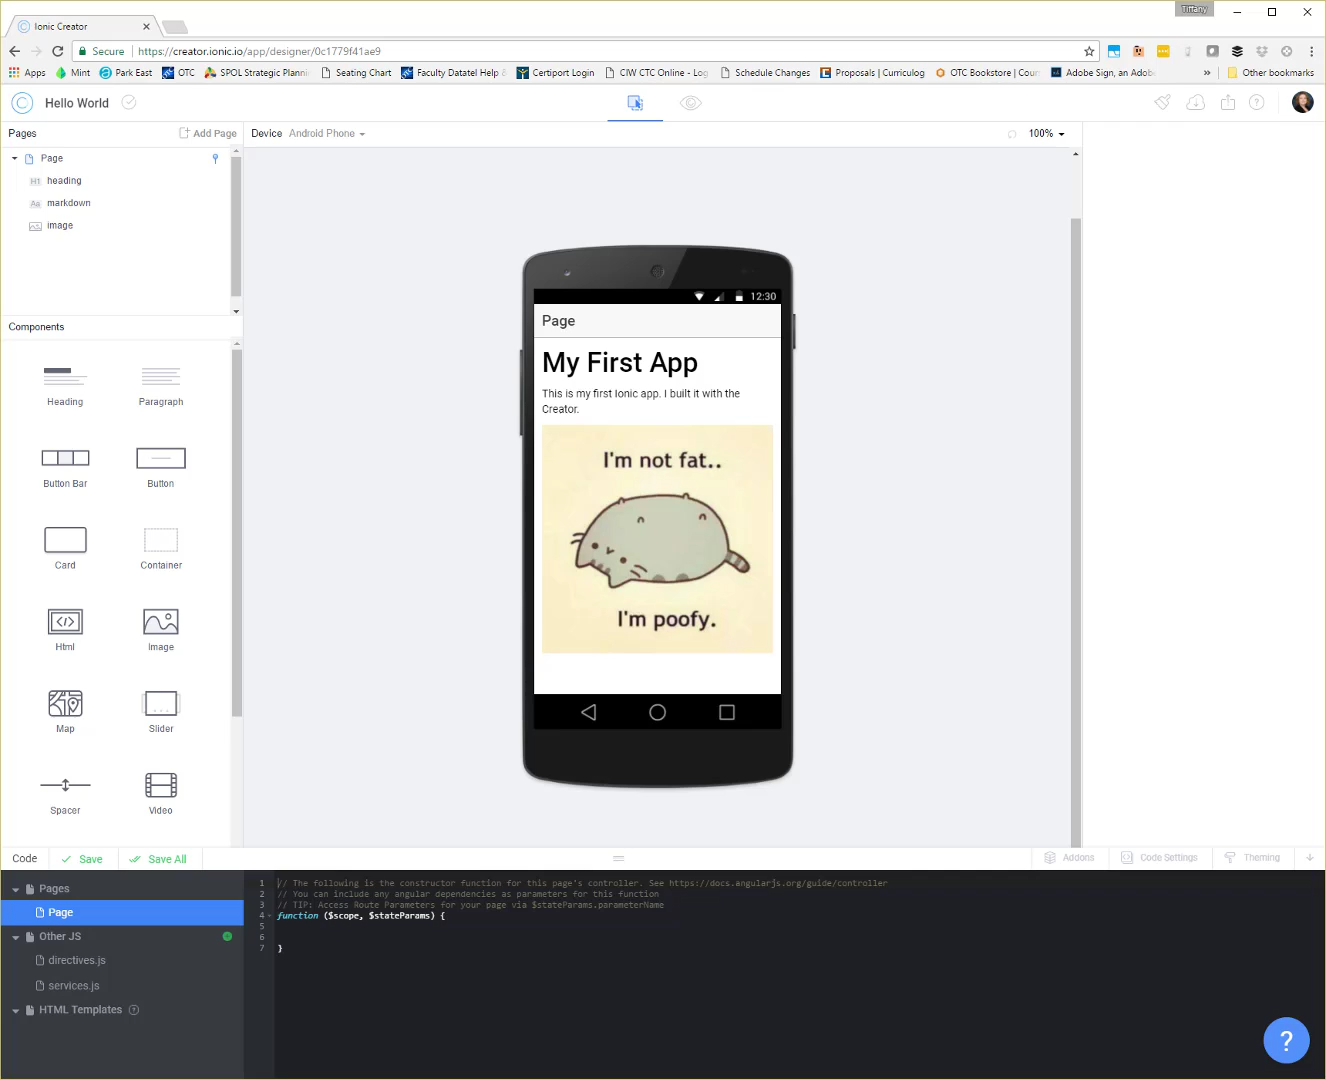 Tiffany
Ionic Creator
Secure
https://creator.ionic.io/app/designer/0c1779f41ae9
Apps
Mint
Park East
OTC
SPOL Strategic Planni
Seating Chart
Faculty Datatel Help &
Certiport Login
CIW CTC Online - Log
Schedule Changes
Proposals | Curriculog
OTC Bookstore | Coun
Adobe Sign, an Adob
»
Other bookmarks
Hello World
Pages
Add Page
Device
Android Phone
100%
Page
H1 heading
Aa markdown
image
Components
Heading
Paragraph
Button Bar
Button
Card
Container
Html
Image
Map
Slider
Spacer
Video
12:30
Page
My First App
This is my first Ionic app. I built it with the
Creator.
I'm not fat..
I'm poofy.
Code
Save
Save All
Addons
Code Settings
Theming
Pages
Page
Other JS
directives.js
services.js
HTML Templates
1 // The following is the constructor function for this page's controller. See https://docs.angularjs.org/guide/controller
2 // You can include any angular dependencies as parameters for this function
3 // TIP: Access Route Parameters for your page via $stateParams.parameterName
4 function ($scope, $stateParams) {
5
6
7 }
?